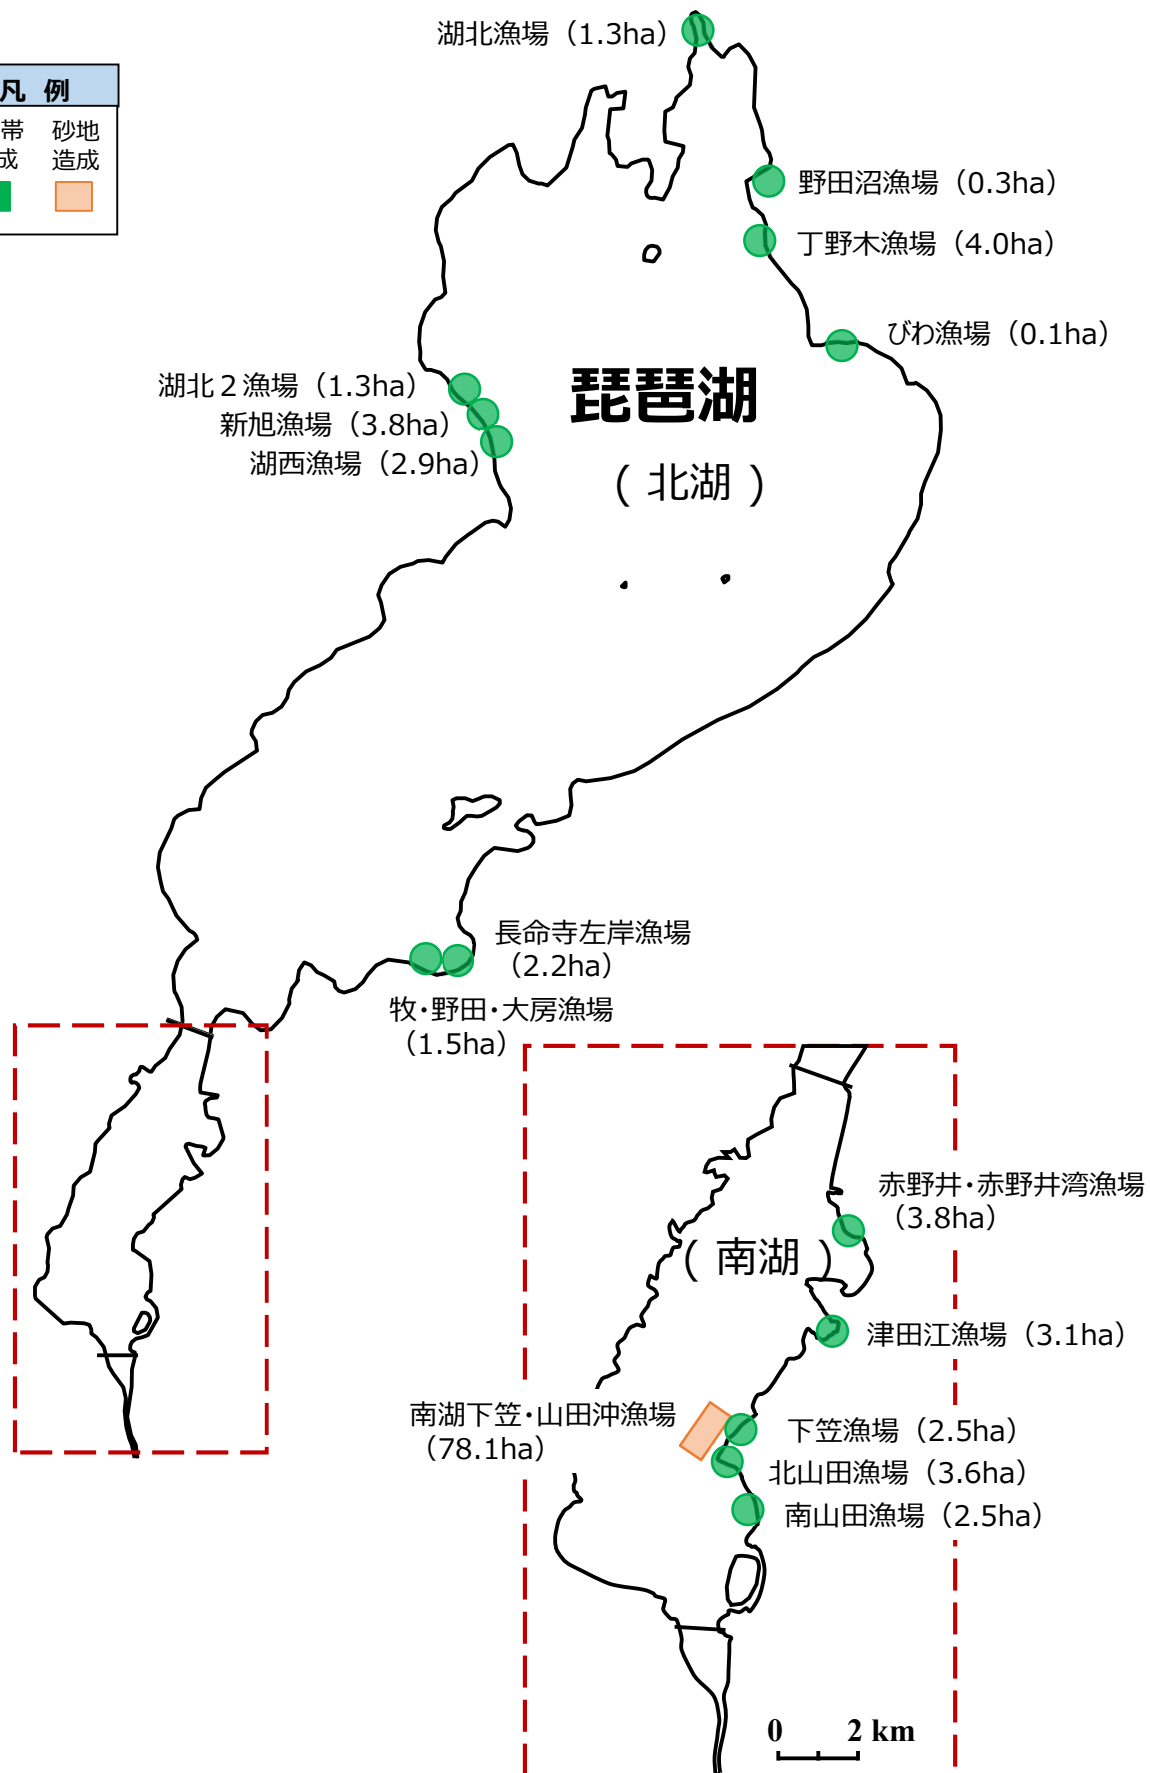 湖北漁場（1.3ha）
凡 例
帯 砂地
成 造成
野田沼漁場（0.3ha）
丁野木漁場（4.0ha）
びわ漁場（0.1ha）
琵琶湖
（ 北湖 ）
湖北２漁場（1.3ha）
新旭漁場（3.8ha）
湖西漁場（2.9ha）
長命寺左岸漁場
（2.2ha）
牧・野田・大房漁場
（1.5ha）
赤野井・赤野井湾漁場
（3.8ha）
（ 南湖 ）
津田江漁場（3.1ha）
南湖下笠・山田沖漁場
（78.1ha）
下笠漁場（2.5ha）
北山田漁場（3.6ha）
南山田漁場（2.5ha）
0 2 km